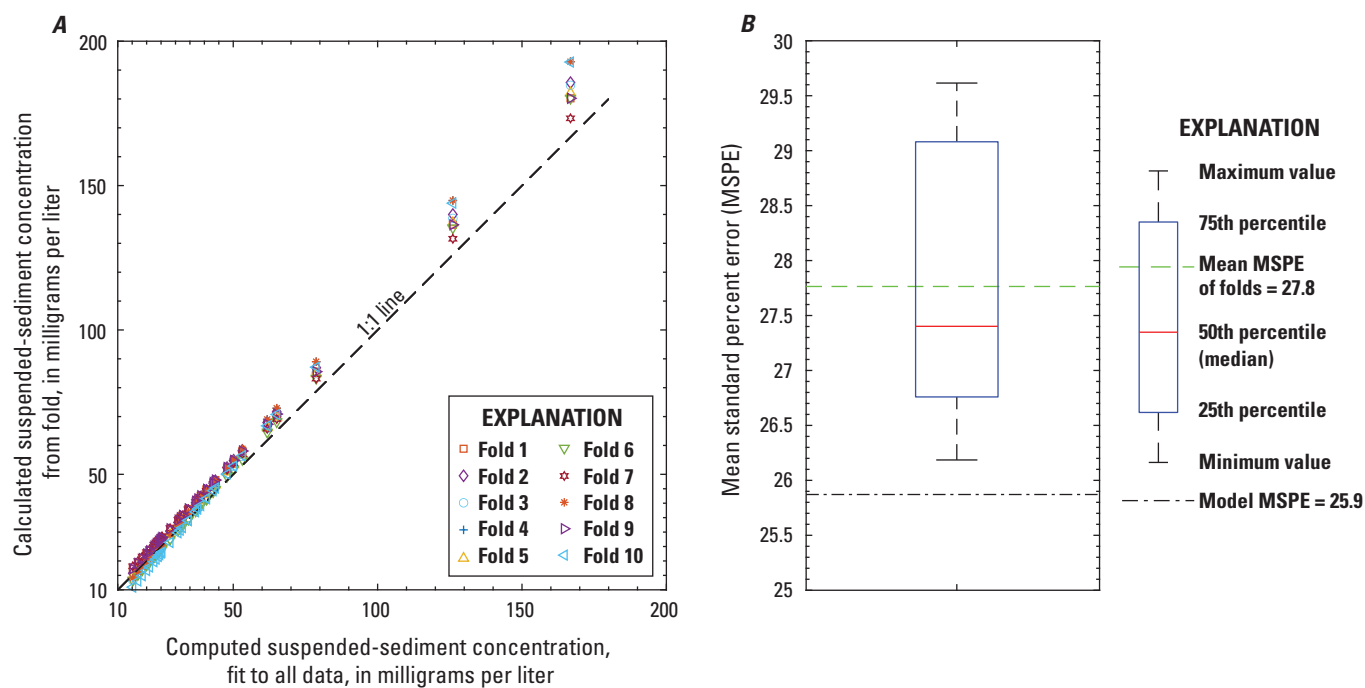 A
Calculated suspended-sediment concentration
from fold, in milligrams per liter
200
150
100
50
10
1:1 line
EXPLANATION
Fold 1
Fold 2
Fold 3
Fold 4
Fold 5
Fold 6
Fold 7
Fold 8
Fold 9
Fold 10
10 50 100 150 200
Computed suspended-sediment concentration,
fit to all data, in milligrams per liter
B
Mean standard percent error (MSPE)
30
29.5
29
28.5
28
27.5
27
26.5
26
25.5
25
EXPLANATION
Maximum value
75th percentile
Mean MSPE
of folds = 27.8
50th percentile
(median)
25th percentile
Minimum value
Model MSPE = 25.9